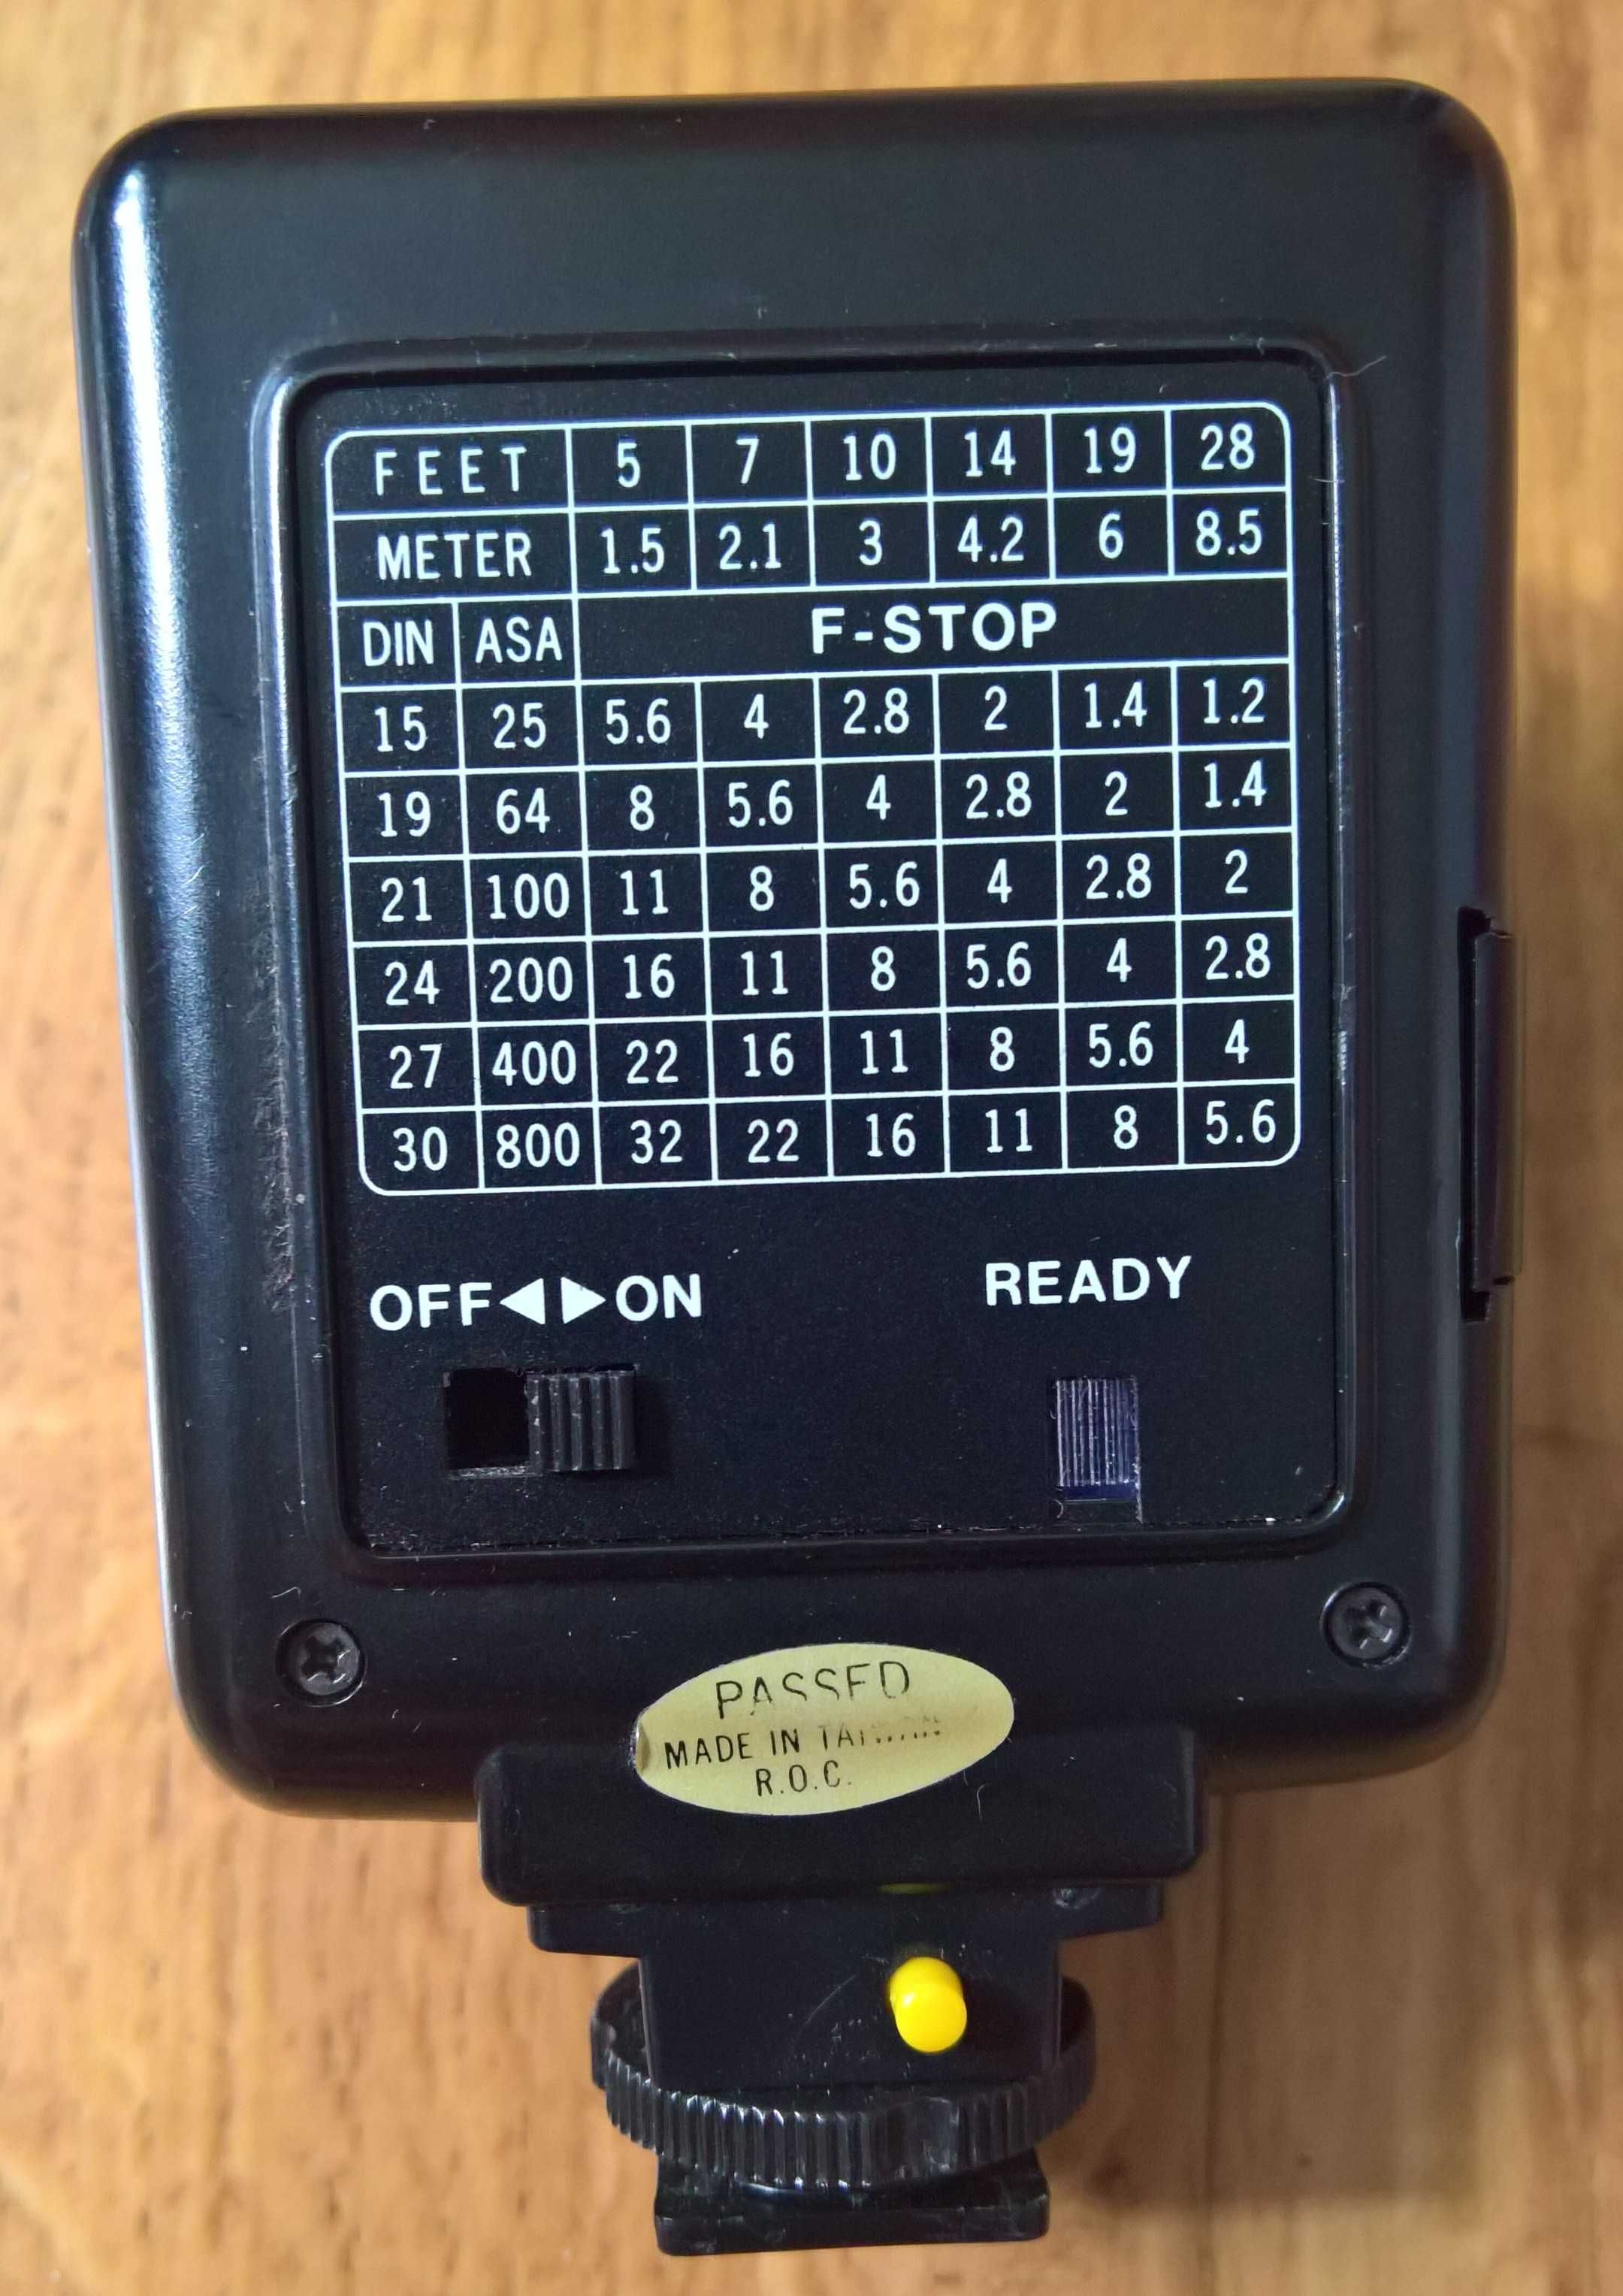 FEET 5 7 10 14 19 28
METER 1.5 2.1 3 4.2 6 8.5
DIN ASA F-STOP
15 25 5.6 4 2.8 2 1.4 1.2
19 64 8 5.6 4 2.8 2 1.4
21 100 11 8 5.6 4 2.8 2
24 200 16 11 8 5.6 4 2.8
27 400 22 16 11 8 5.6 4
30 800 32 22 16 11 8 5.6
OFF◀▶ON READY
PASSED
MADE IN TAIWAN
R.O.C.